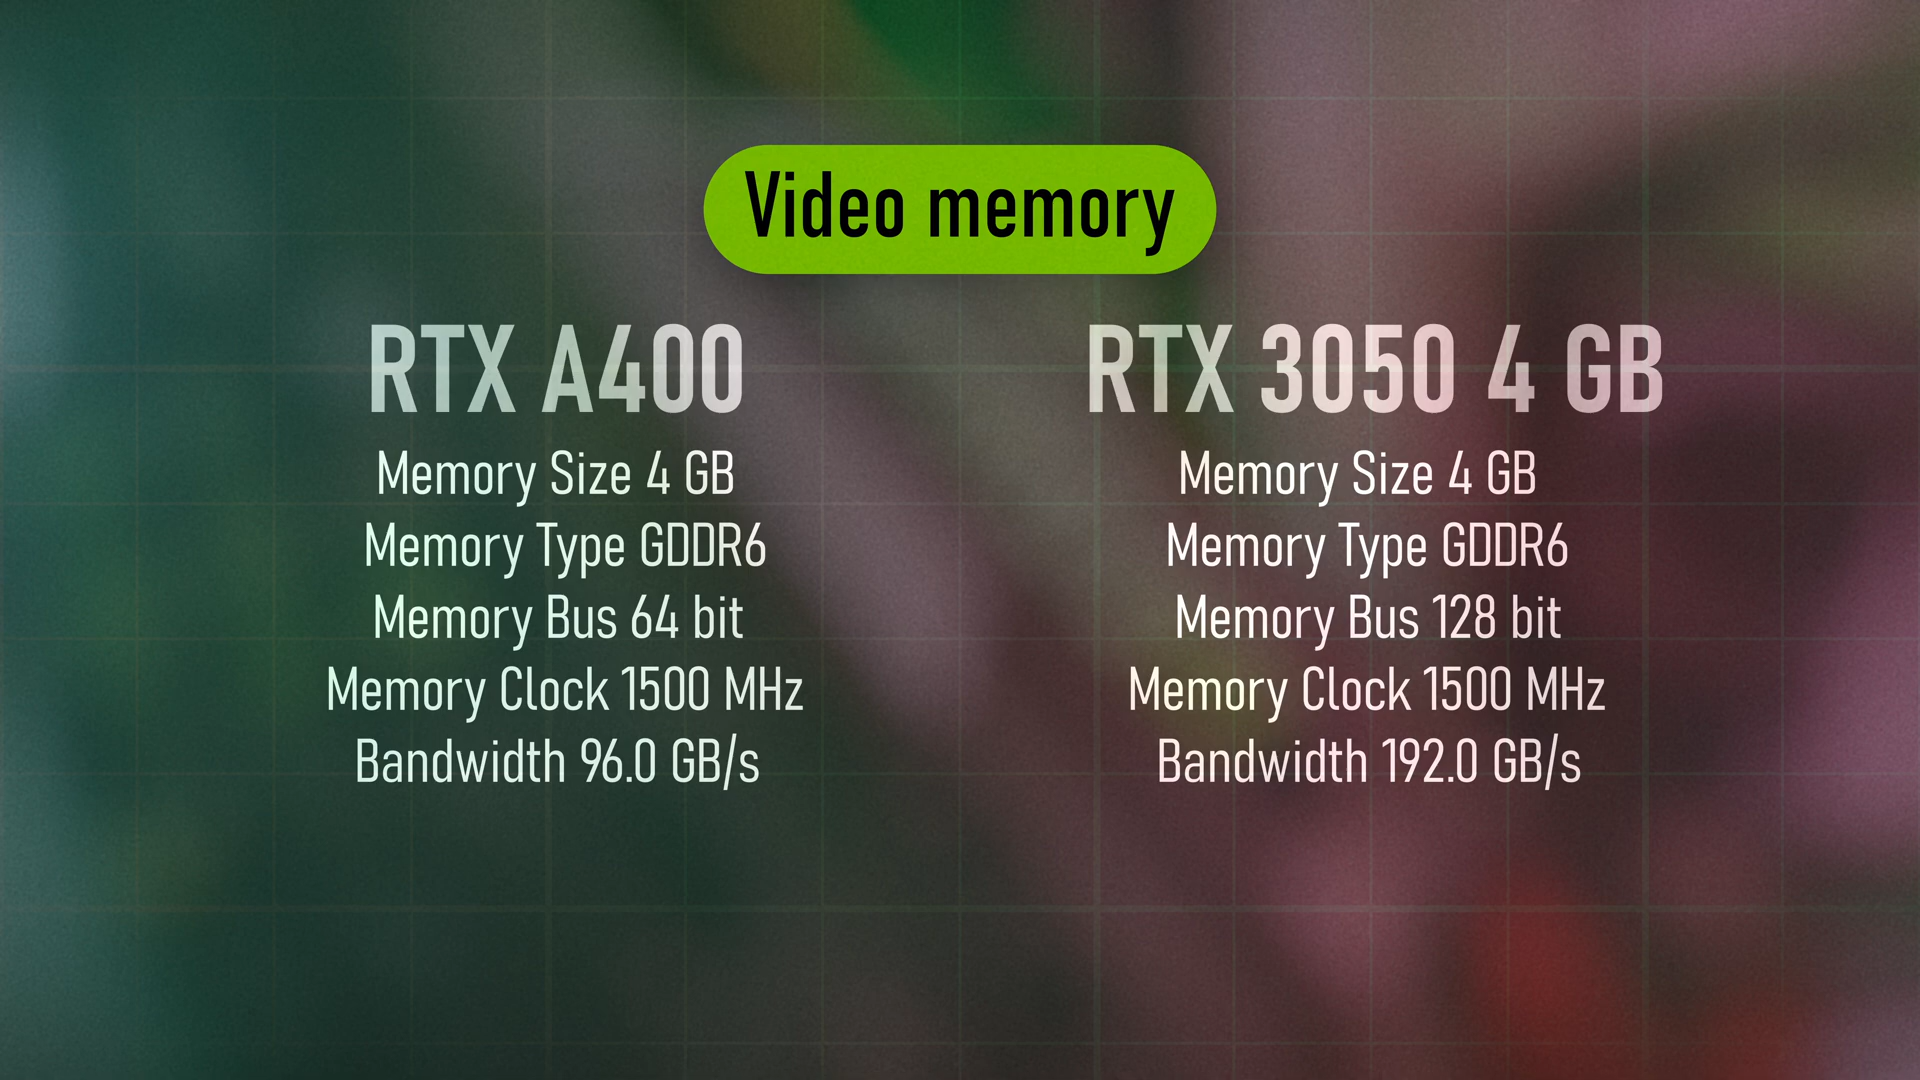 Video memory
RTX A400
Memory Size 4 GB
Memory Type GDDR6
Memory Bus 64 bit
Memory Clock 1500 MHz
Bandwidth 96.0 GB/s
RTX 3050 4 GB
Memory Size 4 GB
Memory Type GDDR6
Memory Bus 128 bit
Memory Clock 1500 MHz
Bandwidth 192.0 GB/s